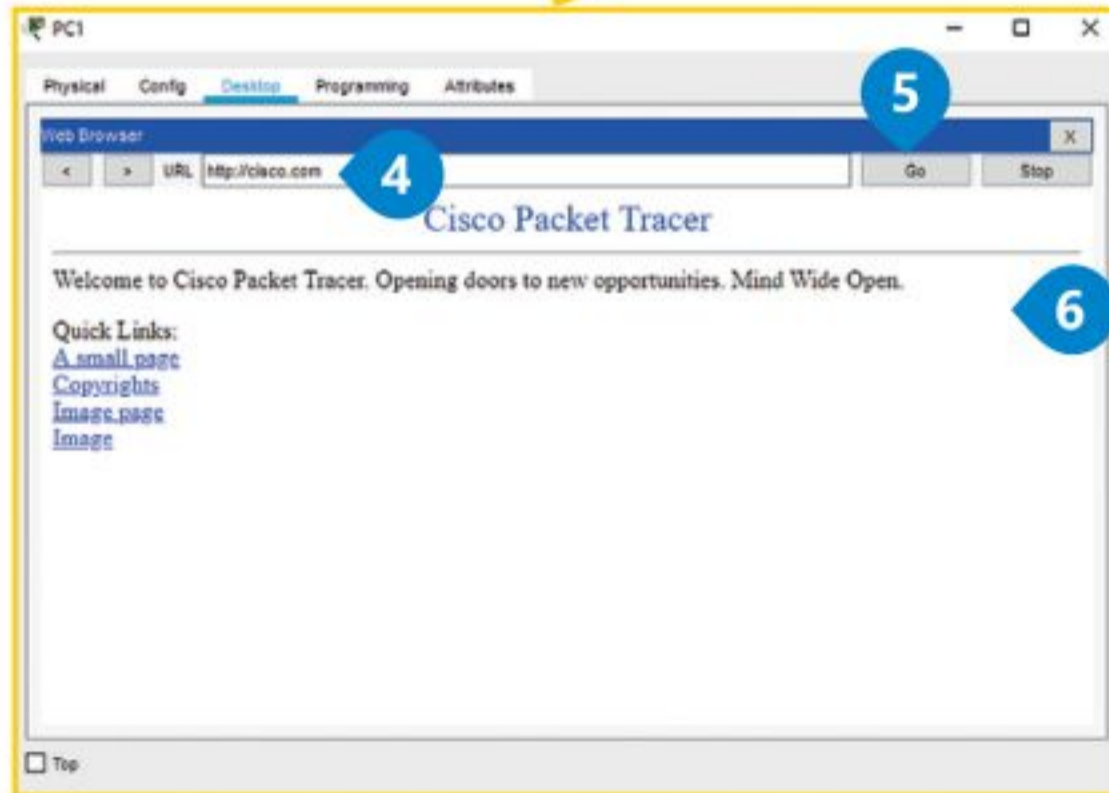 PC1
Physical Config Desktop Programming Attributes
5
Web Browser X
< > URL http://cisco.com 4 Go Stop
Cisco Packet Tracer
Welcome to Cisco Packet Tracer. Opening doors to new opportunities. Mind Wide Open.
6
Quick Links:
A small page
Copyrights
Image page
Image
Top